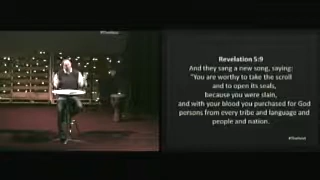 Revelation 5:9
And they sang a new song, saying:
"You are worthy to take the scroll
and to open its seals,
because you were slain,
and with your blood you purchased for God
persons from every tribe and language and
people and nation.